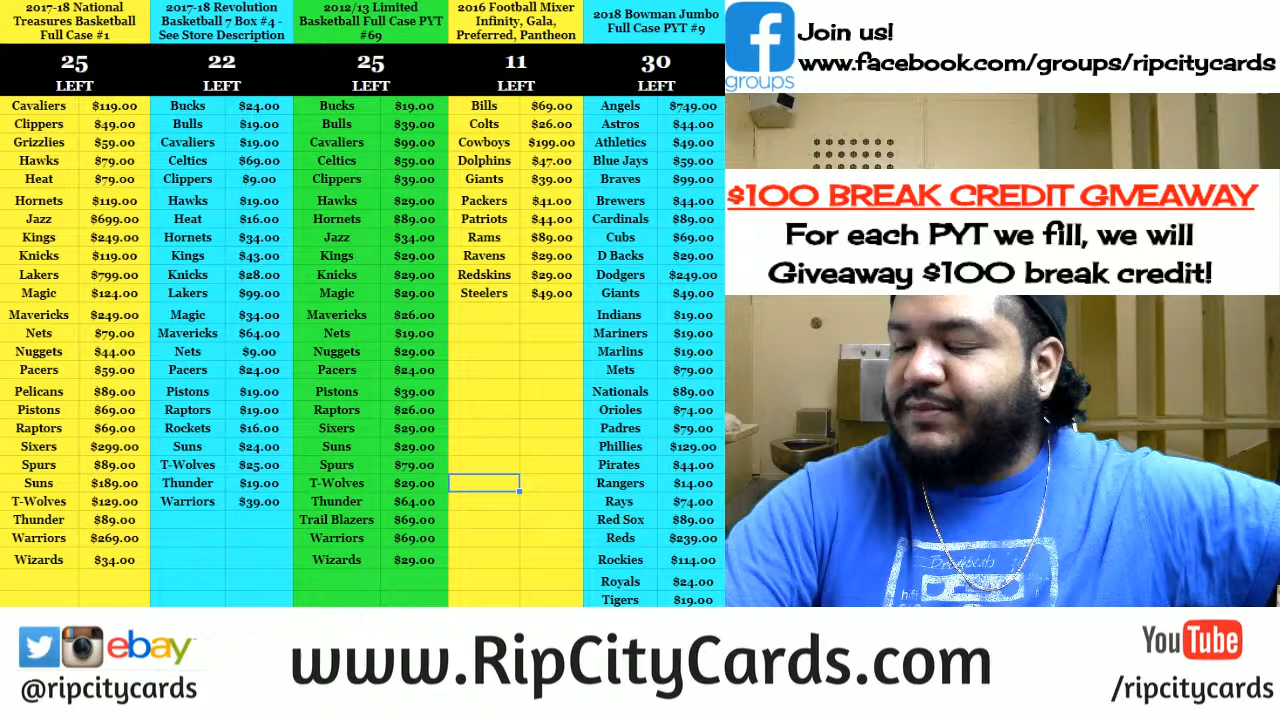 2017-18 National
Treasures Basketball
Full Case #1
25
LEFT
Cavaliers $119.00
Clippers $49.00
Grizzlies $59.00
Hawks $79.00
Heat $79.00
Hornets $119.00
Jazz $699.00
Kings $249.00
Knicks $119.00
Lakers $799.00
Magic $124.00
Mavericks $249.00
Nets $79.00
Nuggets $44.00
Pacers $59.00
Pelicans $89.00
Pistons $69.00
Raptors $69.00
Sixers $299.00
Spurs $89.00
Suns $189.00
T-Wolves $129.00
Thunder $89.00
Warriors $269.00
Wizards $34.00
2017-18 Revolution
Basketball 7 Box #4 -
See Store Description
22
LEFT
Bucks $24.00
Bulls $19.00
Cavaliers $19.00
Celtics $69.00
Clippers $9.00
Hawks $19.00
Heat $16.00
Hornets $34.00
Kings $43.00
Knicks $28.00
Lakers $99.00
Magic $34.00
Mavericks $64.00
Nets $9.00
Pacers $24.00
Pistons $19.00
Raptors $19.00
Rockets $16.00
Suns $24.00
T-Wolves $25.00
Thunder $19.00
Warriors $39.00
2012/13 Limited
Basketball Full Case PYT
#69
25
LEFT
Bucks $19.00
Bulls $39.00
Cavaliers $99.00
Celtics $59.00
Clippers $39.00
Hawks $29.00
Hornets $89.00
Jazz $34.00
Kings $29.00
Knicks $29.00
Magic $29.00
Mavericks $26.00
Nets $19.00
Nuggets $29.00
Pacers $24.00
Pistons $39.00
Raptors $26.00
Sixers $29.00
Suns $29.00
Spurs $79.00
T-Wolves $29.00
Thunder $64.00
Trail Blazers $69.00
Warriors $69.00
Wizards $29.00
2016 Football Mixer
Infinity, Gala,
Preferred, Pantheon
11
LEFT
Bills $69.00
Colts $26.00
Cowboys $199.00
Dolphins $47.00
Giants $39.00
Packers $41.00
Patriots $44.00
Rams $89.00
Ravens $29.00
Redskins $29.00
Steelers $49.00
2018 Bowman Jumbo
Full Case PYT #9
30
LEFT
Angels $749.00
Astros $44.00
Athletics $49.00
Blue Jays $59.00
Braves $99.00
Brewers $44.00
Cardinals $89.00
Cubs $69.00
D Backs $29.00
Dodgers $249.00
Giants $49.00
Indians $19.00
Mariners $19.00
Marlins $19.00
Mets $79.00
Nationals $89.00
Orioles $74.00
Padres $79.00
Phillies $129.00
Pirates $44.00
Rangers $14.00
Rays $74.00
Red Sox $89.00
Reds $239.00
Rockies $114.00
Royals $24.00
Tigers $19.00
f
groups
Join us!
www.facebook.com/groups/ripcitycards
$100 BREAK CREDIT GIVEAWAY
For each PYT we fill, we will
Giveaway $100 break credit!
hifi
ebay
@ripcitycards
www.RipCityCards.com
YouTube
/ripcitycards